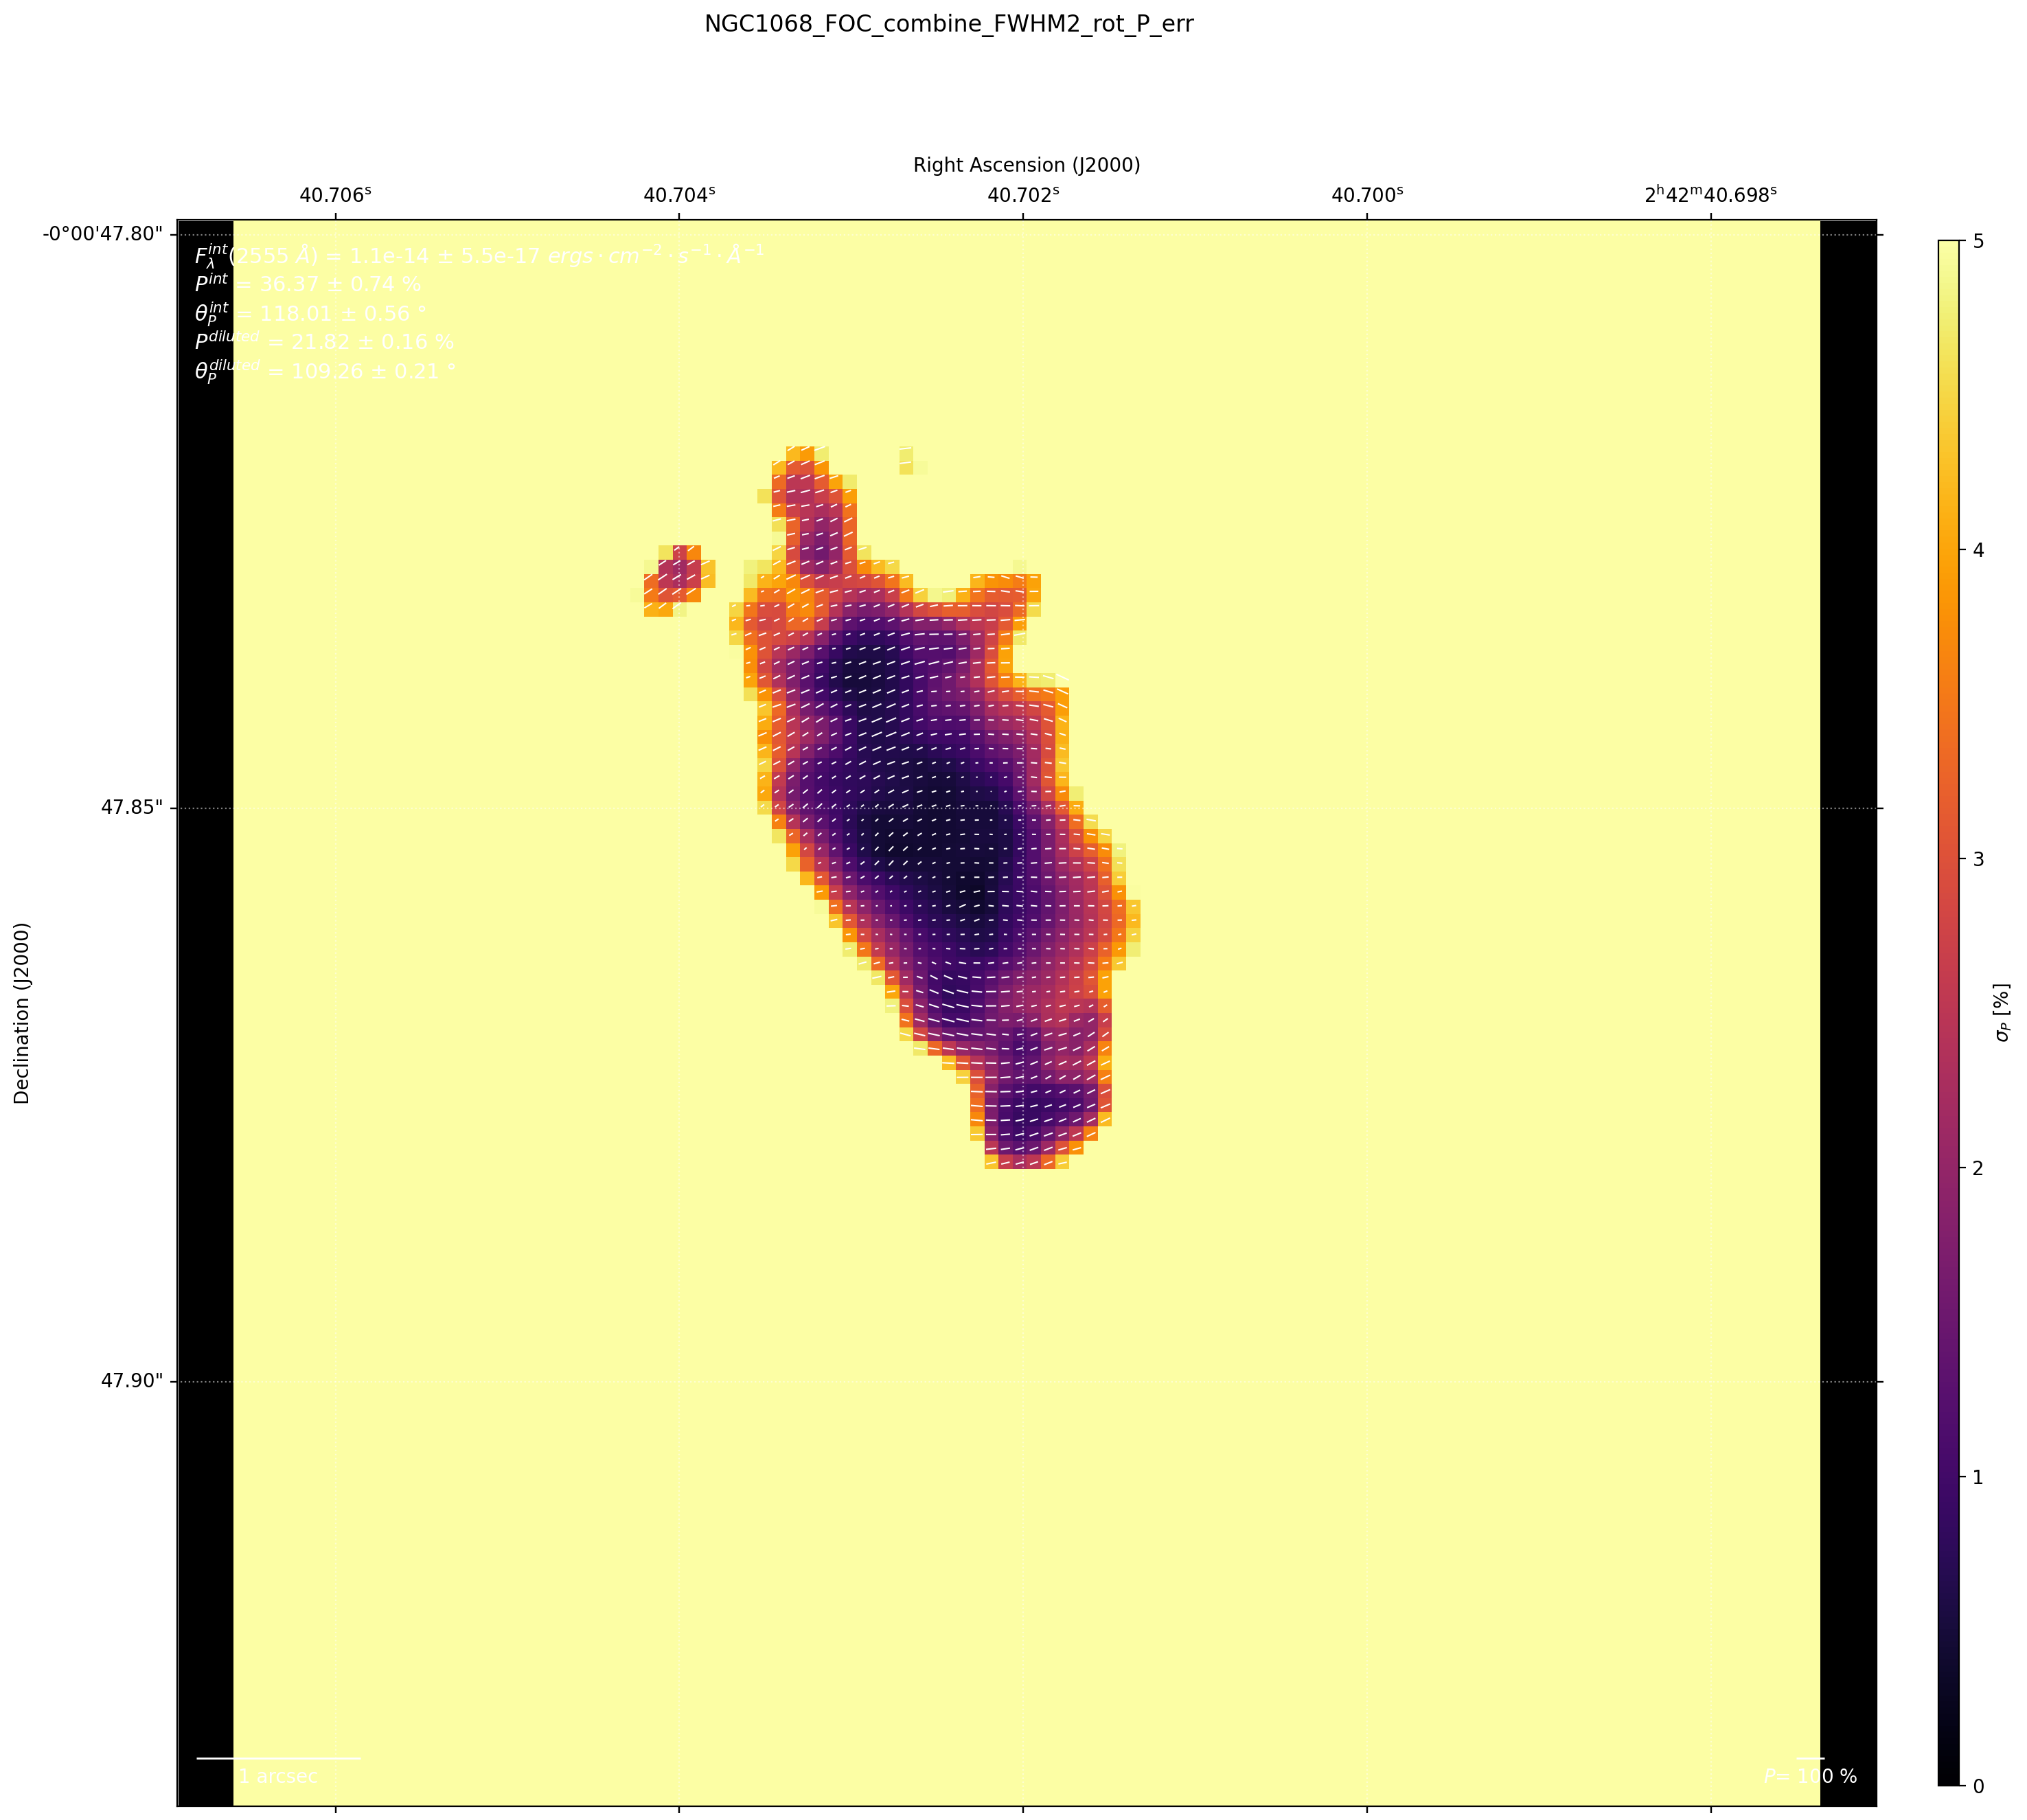 NGC1068_FOC_combine_FWHM2_rot_P_err
Right Ascension (J2000)
40.706ˢ 40.704ˢ 40.702ˢ 40.700ˢ 2ʰ42ᵐ40.698ˢ
-0°00'47.80"
47.85"
47.90"
Declination (J2000)
F_λ^int (2555 Å) = 1.1e-14 ± 5.5e-17 ergs · cm⁻² · s⁻¹ · Å⁻¹
P^int = 36.37 ± 0.74 %
θ_P^int = 118.01 ± 0.56 °
P^diluted = 21.82 ± 0.16 %
θ_P^diluted = 109.26 ± 0.21 °
1 arcsec
P= 100 %
5
4
3
2
1
0
σ_P [%]